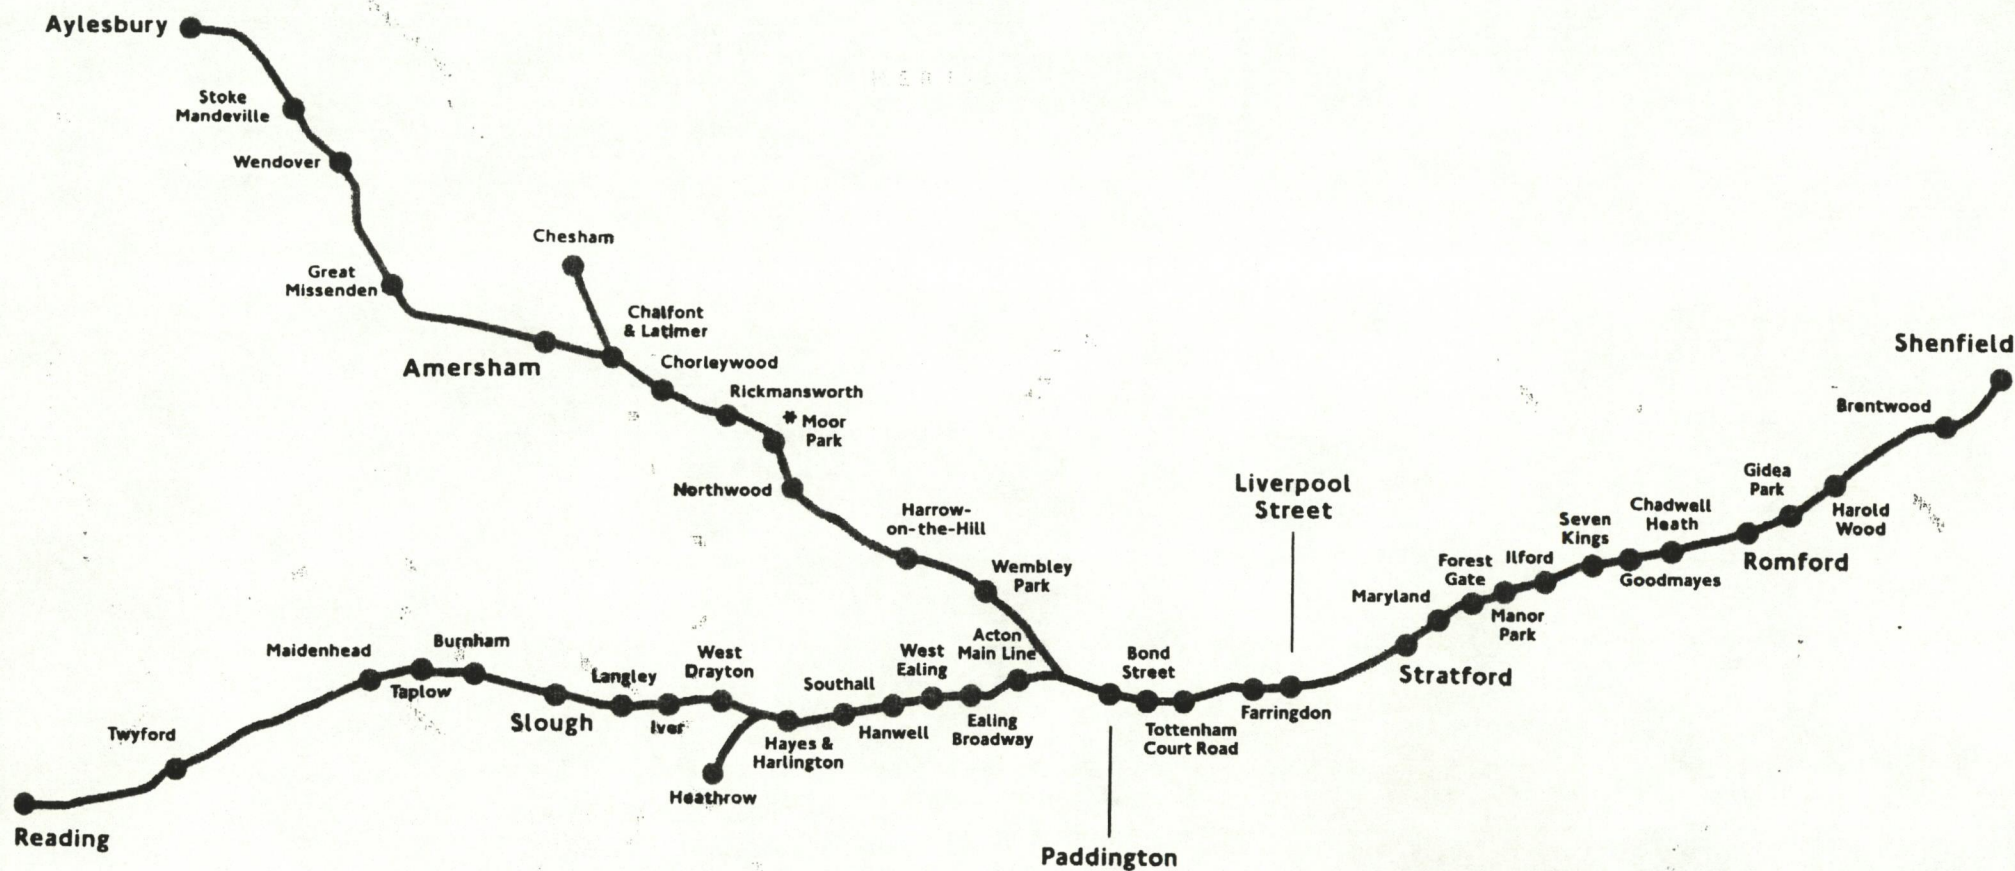 Aylesbury
Stoke
Mandeville
Wendover
Great
Missenden
Amersham
Chesham
Chalfont
& Latimer
Chorleywood
Rickmansworth
* Moor
Park
Northwood
Harrow-
on-the-Hill
Wembley
Park
Reading
Twyford
Maidenhead
Taplow
Burnham
Slough
Langley
Iver
West
Drayton
Heathrow
Hayes &
Harlington
Southall
Hanwell
West
Ealing
Ealing
Broadway
Acton
Main Line
Paddington
Bond
Street
Tottenham
Court Road
Farringdon
Liverpool
Street
Stratford
Maryland
Forest
Gate
Manor
Park
Ilford
Seven
Kings
Goodmayes
Chadwell
Heath
Romford
Gidea
Park
Harold
Wood
Brentwood
Shenfield